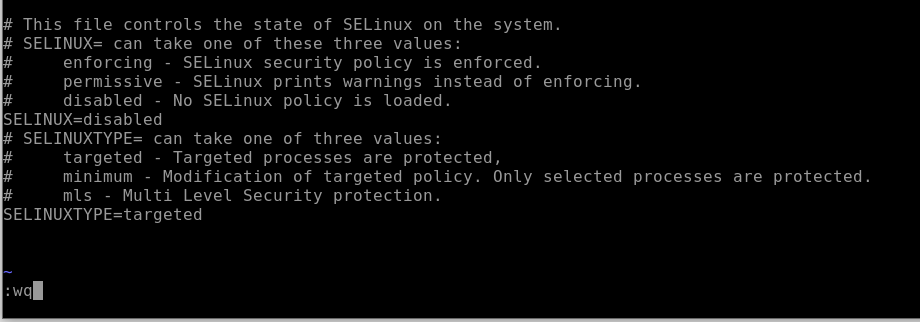 # This file controls the state of SELinux on the system.
# SELINUX= can take one of these three values:
#     enforcing - SELinux security policy is enforced.
#     permissive - SELinux prints warnings instead of enforcing.
#     disabled - No SELinux policy is loaded.
SELINUX=disabled
# SELINUXTYPE= can take one of three values:
#     targeted - Targeted processes are protected,
#     minimum - Modification of targeted policy. Only selected processes are protected.
#     mls - Multi Level Security protection.
SELINUXTYPE=targeted
~
:wq